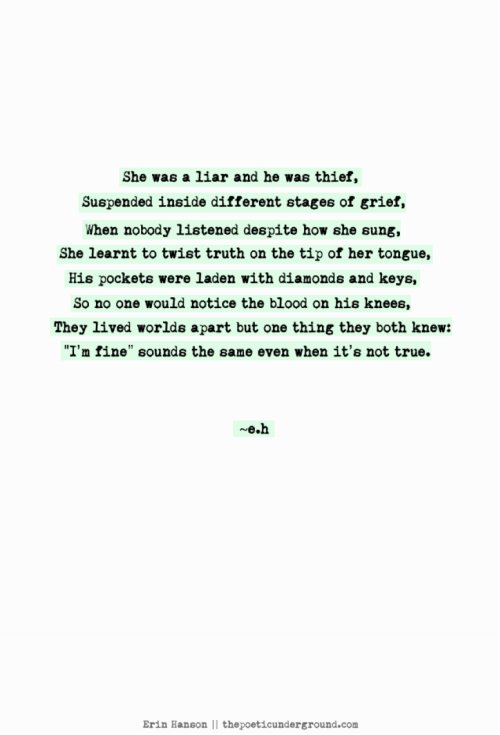 She was a liar and he was thief,
Suspended inside different stages of grief,
When nobody listened despite how she sung,
She learnt to twist truth on the tip of her tongue,
His pockets were laden with diamonds and keys,
So no one would notice the blood on his knees,
They lived worlds apart but one thing they both knew:
"I'm fine" sounds the same even when it's not true.
~e.h
Erin Hanson || thepoeticunderground.com